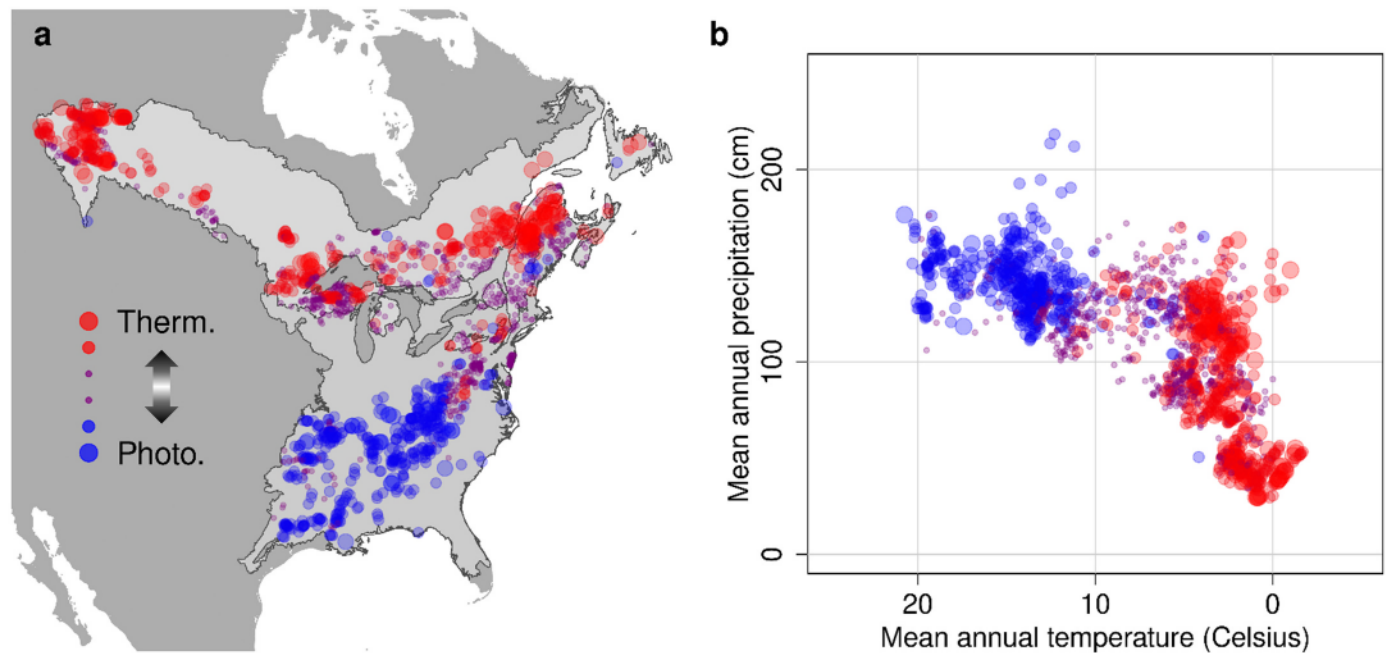 a
Therm.
Photo.
b
Mean annual precipitation (cm)
200
100
0
20 10 0
Mean annual temperature (Celsius)